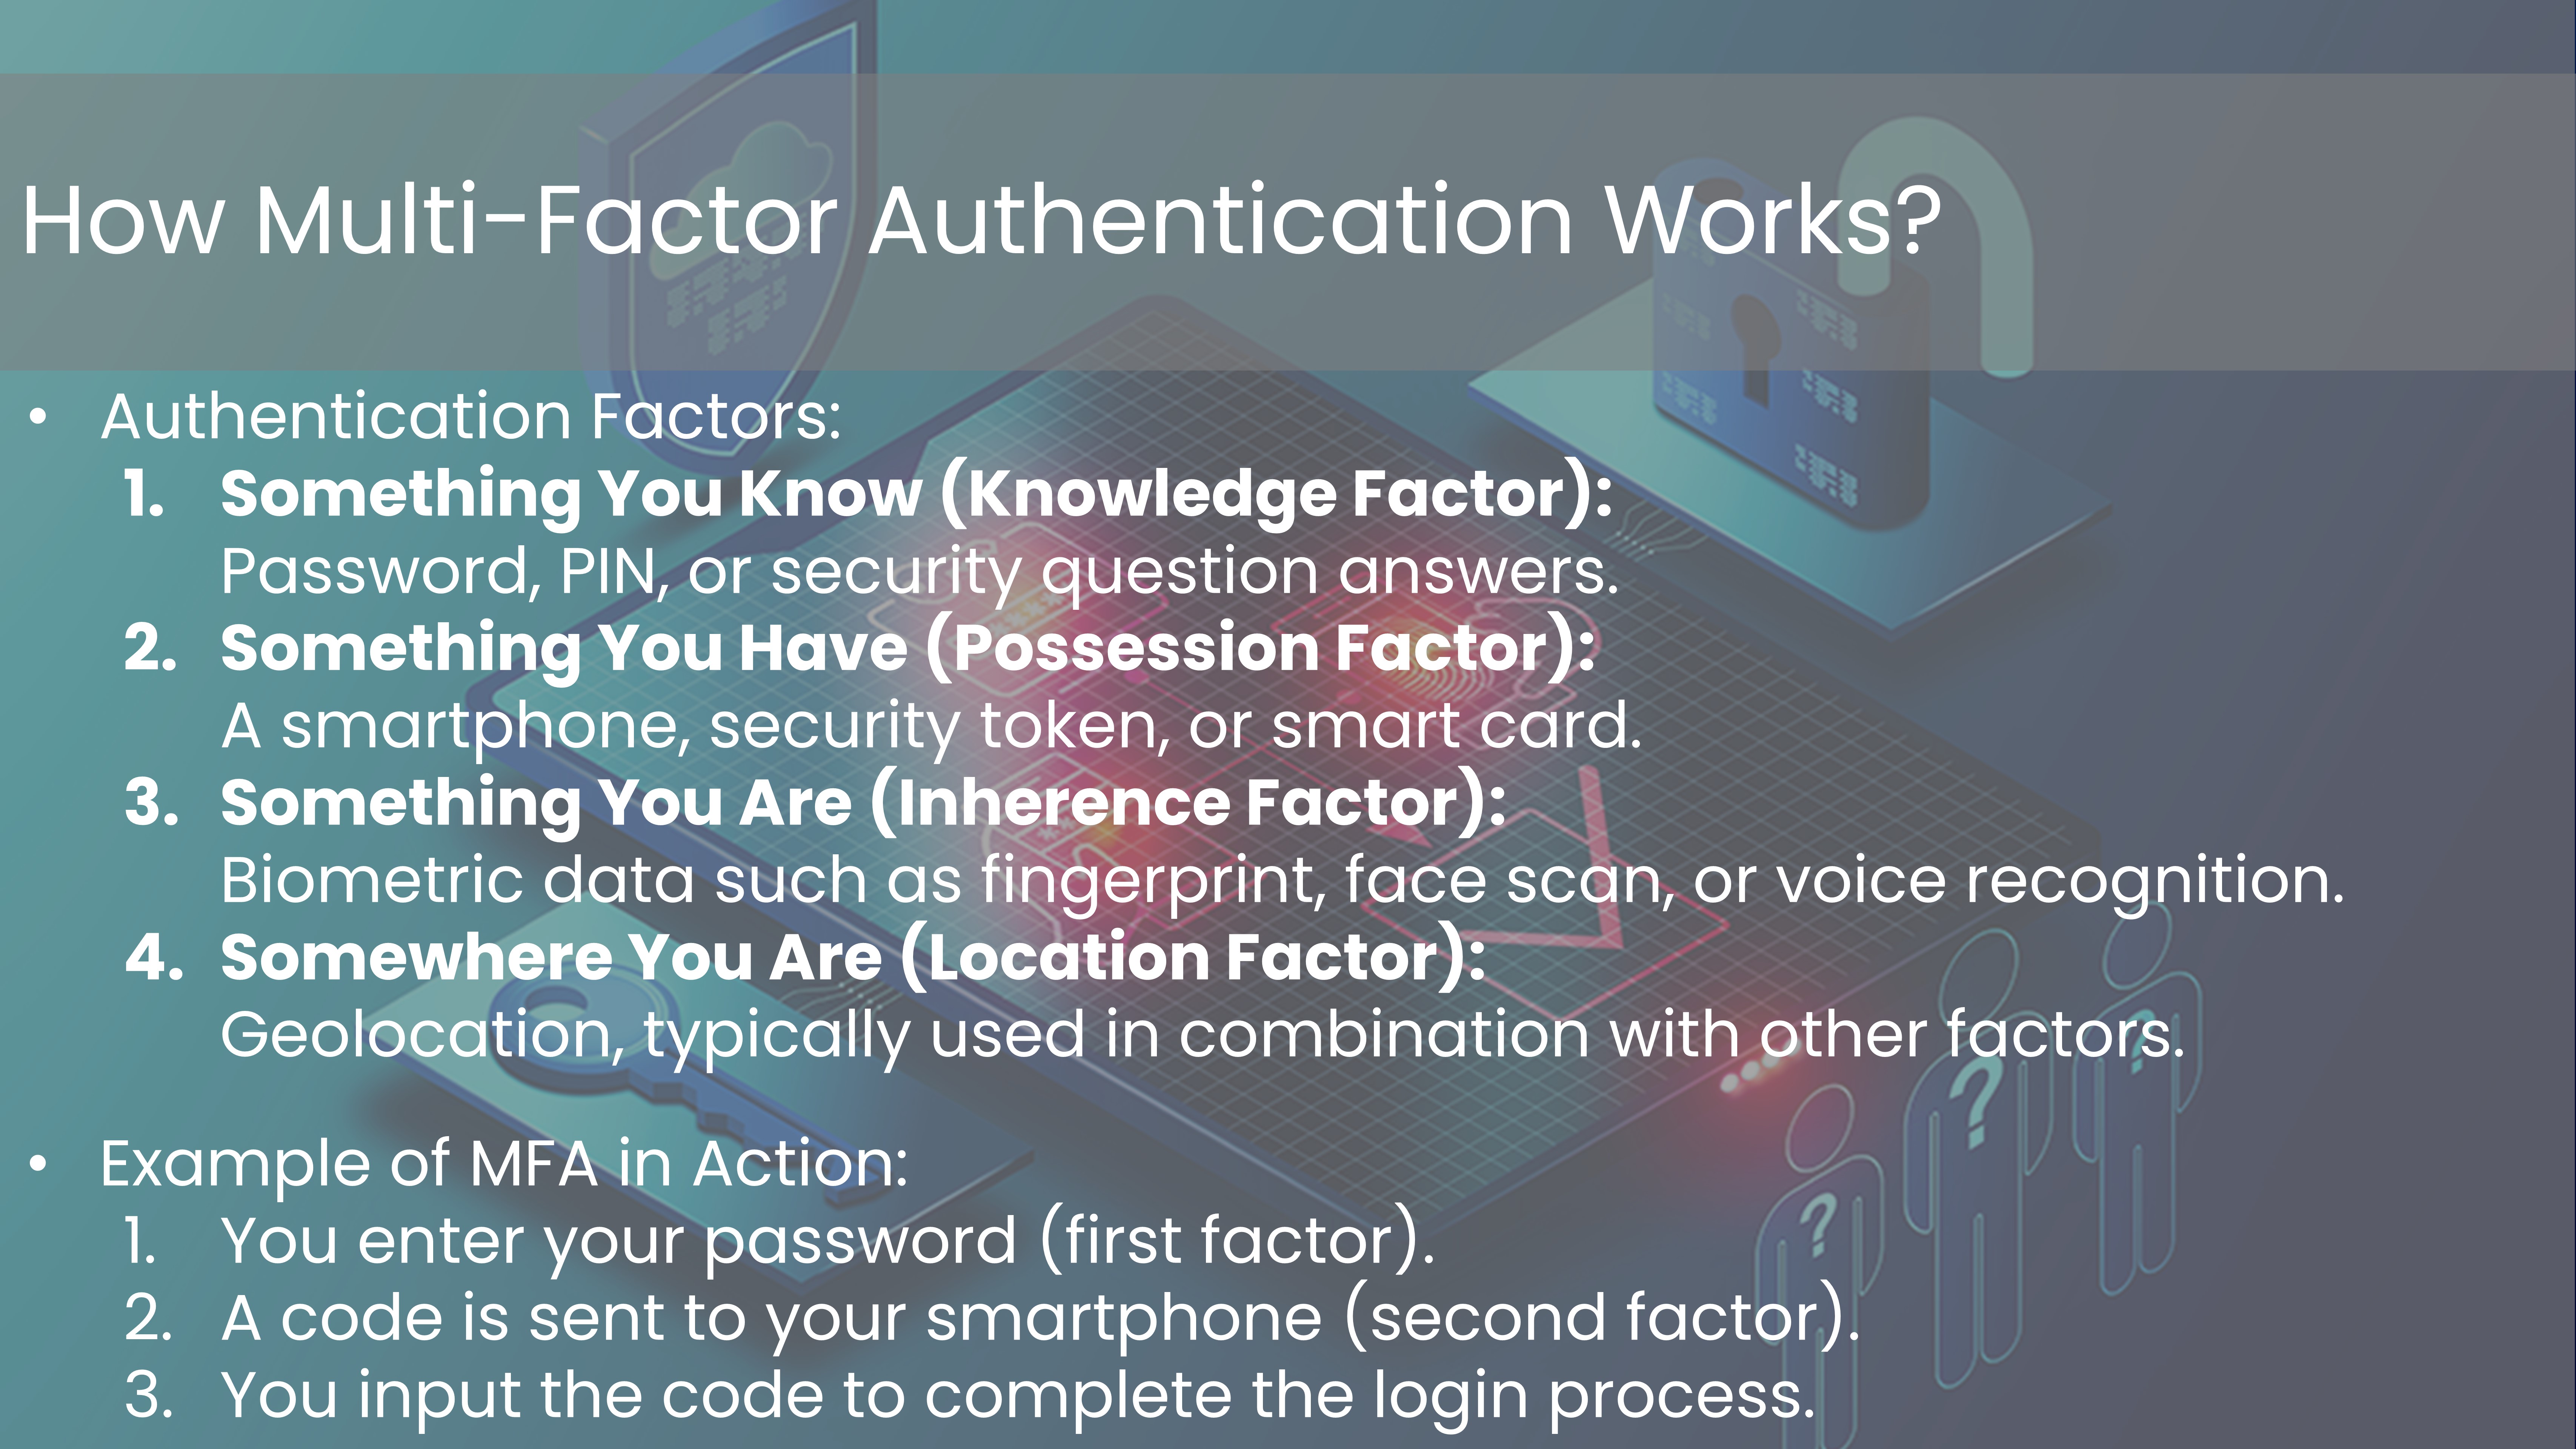 How Multi-Factor Authentication Works?
• Authentication Factors:
1. Something You Know (Knowledge Factor):
Password, PIN, or security question answers.
2. Something You Have (Possession Factor):
A smartphone, security token, or smart card.
3. Something You Are (Inherence Factor):
Biometric data such as fingerprint, face scan, or voice recognition.
4. Somewhere You Are (Location Factor):
Geolocation, typically used in combination with other factors.
• Example of MFA in Action:
1. You enter your password (first factor).
2. A code is sent to your smartphone (second factor).
3. You input the code to complete the login process.